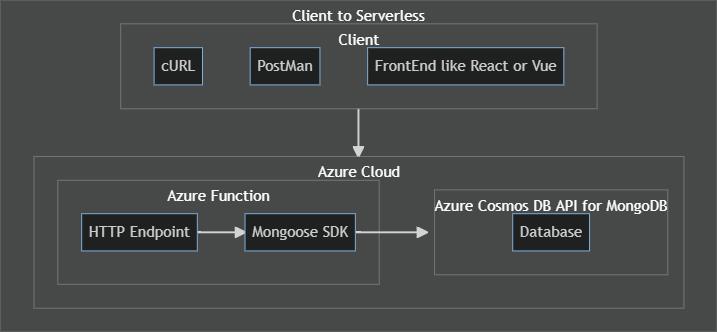 Client to Serverless
Client
cURL
PostMan
FrontEnd like React or Vue
Azure Cloud
Azure Function
HTTP Endpoint
Mongoose SDK
Azure Cosmos DB API for MongoDB
Database